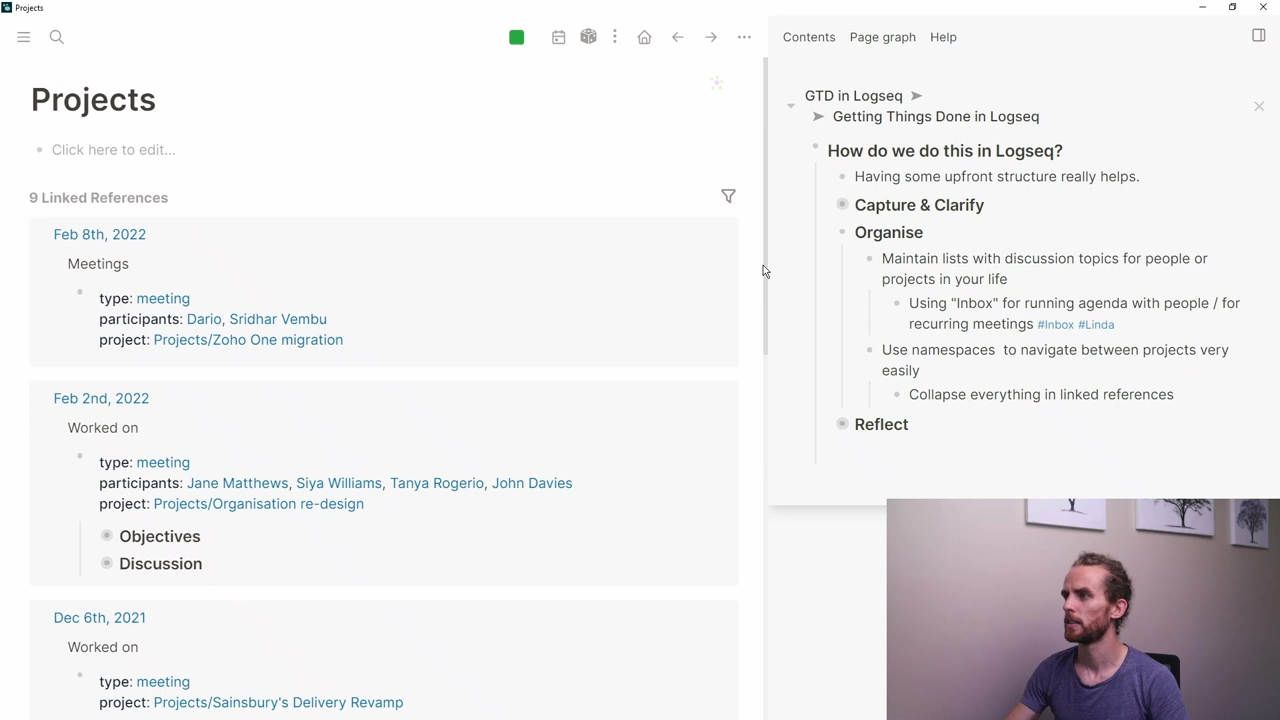 Projects
Projects
Click here to edit...
9 Linked References
Feb 8th, 2022
Meetings
type: meeting
participants: Dario, Sridhar Vembu
project: Projects/Zoho One migration
Feb 2nd, 2022
Worked on
type: meeting
participants: Jane Matthews, Siya Williams, Tanya Rogerio, John Davies
project: Projects/Organisation re-design
Objectives
Discussion
Dec 6th, 2021
Worked on
type: meeting
project: Projects/Sainsbury's Delivery Revamp
Contents Page graph Help
GTD in Logseq ➤
➤ Getting Things Done in Logseq
How do we do this in Logseq?
Having some upfront structure really helps.
Capture & Clarify
Organise
Maintain lists with discussion topics for people or
projects in your life
Using "Inbox" for running agenda with people / for
recurring meetings #Inbox #Linda
Use namespaces to navigate between projects very
easily
Collapse everything in linked references
Reflect